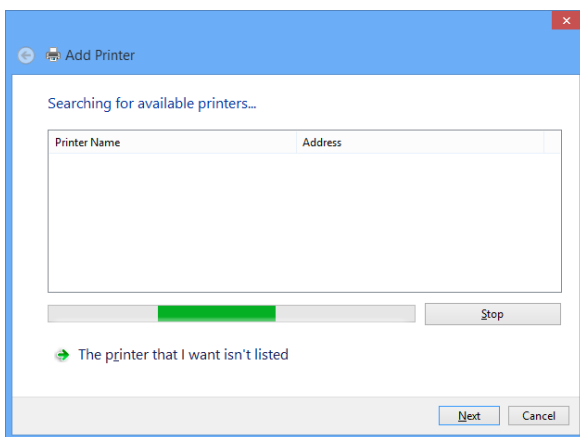 Add Printer
Searching for available printers...
Printer Name Address
Stop
The printer that I want isn't listed
Next Cancel